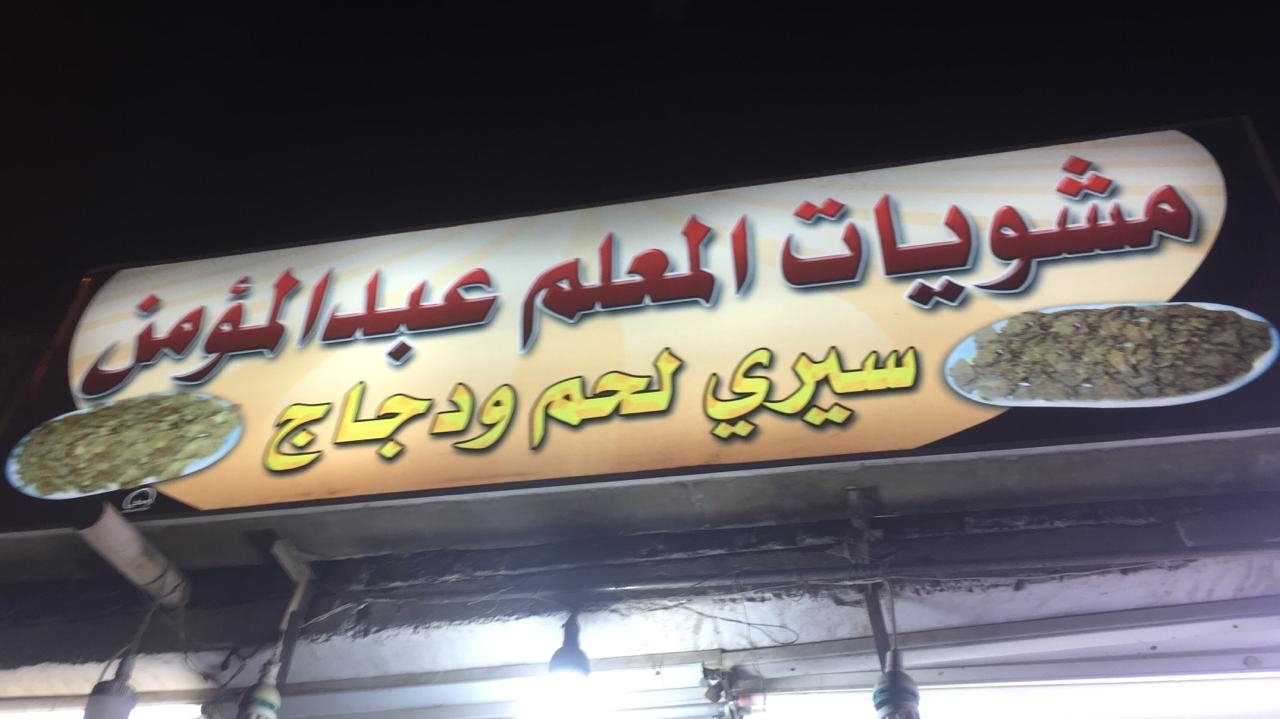 مشويات المعلم عبدالمؤمن
سيري لحم ودجاج